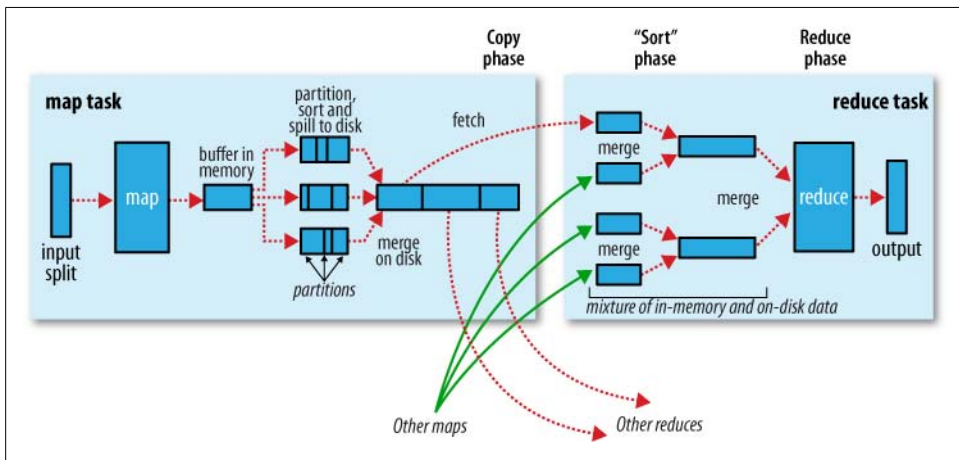 Copy
phase
"Sort"
phase
Reduce
phase
map task
partition,
sort and
spill to disk
fetch
reduce task
buffer in
memory
merge
map
merge
reduce
input
split
merge
on disk
merge
output
partitions
mixture of in-memory and on-disk data
Other maps
Other reduces